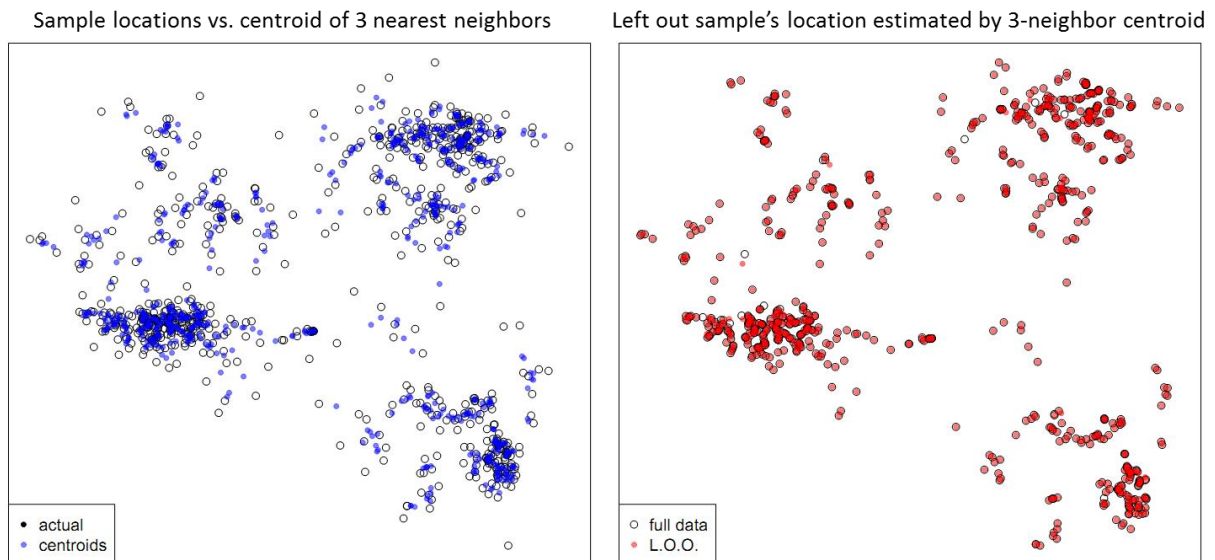 Sample locations vs. centroid of 3 nearest neighbors
Left out sample’s location estimated by 3-neighbor centroid
actual
centroids
full data
L.O.O.